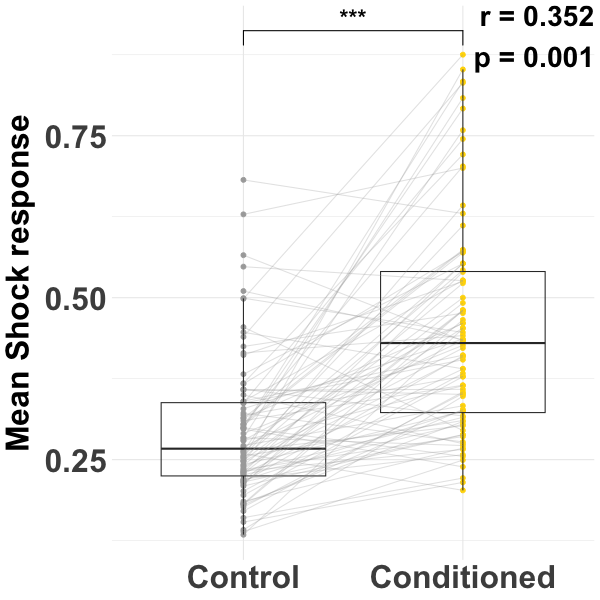 ***
r = 0.352
p = 0.001
Mean Shock response
0.75
0.50
0.25
Control
Conditioned